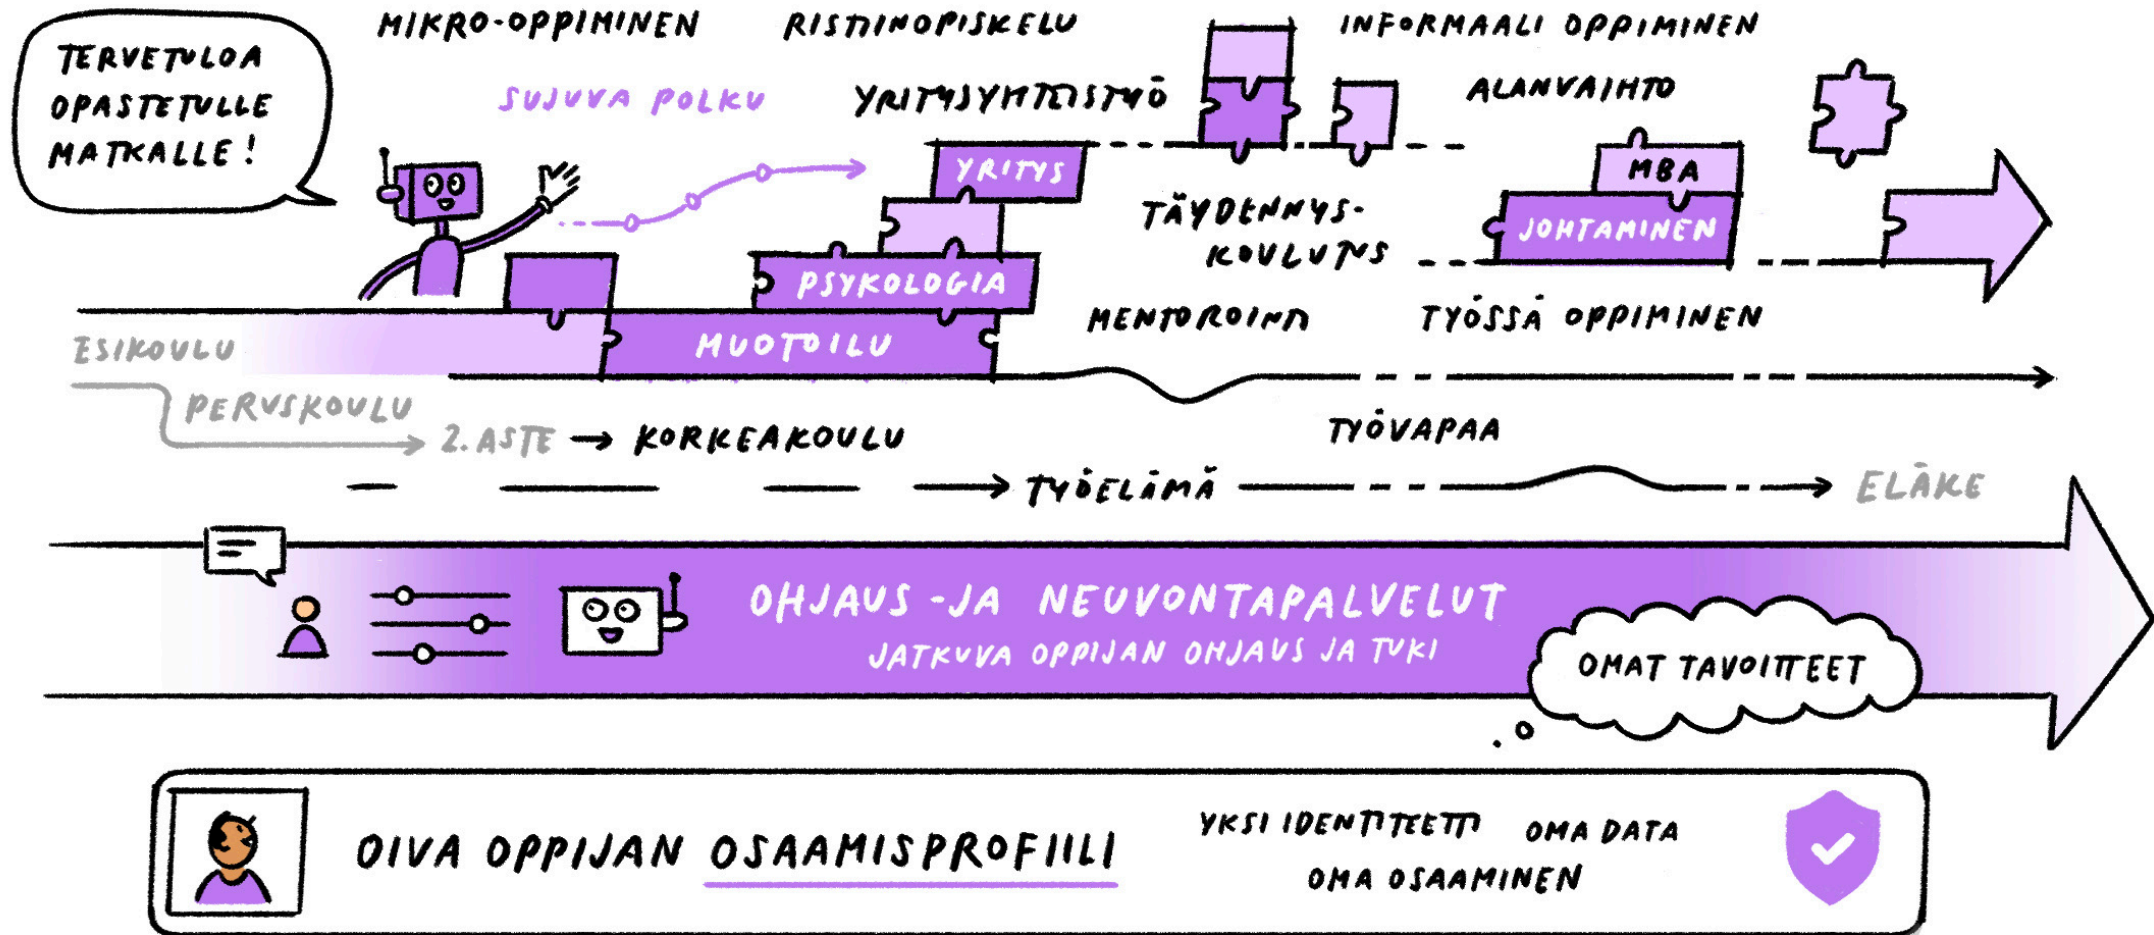 TERVETULOA
OPASTETULLE
MATKALLE!
MIKRO-OPPIMINEN
RISTIINOPISKELU
INFORMAALI OPPIMINEN
SUJUVA POLKU
YRITYSYHTEISTYÖ
ALANVAIHTO
YRITYS
MBA
TÄYDENNYS-
KOULUTUS
JOHTAMINEN
PSYKOLOGIA
MENTOROINTI
TYÖSSÄ OPPIMINEN
ESIKOULU
MUOTOILU
PERUSKOULU
2. ASTE → KORKEAKOULU
TYÖVAPAA
TYÖELÄMÄ
ELÄKE
OHJAUS -JA NEUVONTAPALVELUT
JATKUVA OPPIJAN OHJAUS JA TUKI
OMAT TAVOITTEET
OIVA OPPIJAN OSAAMISPROFIILI
YKSI IDENTITEETTI OMA DATA
OMA OSAAMINEN